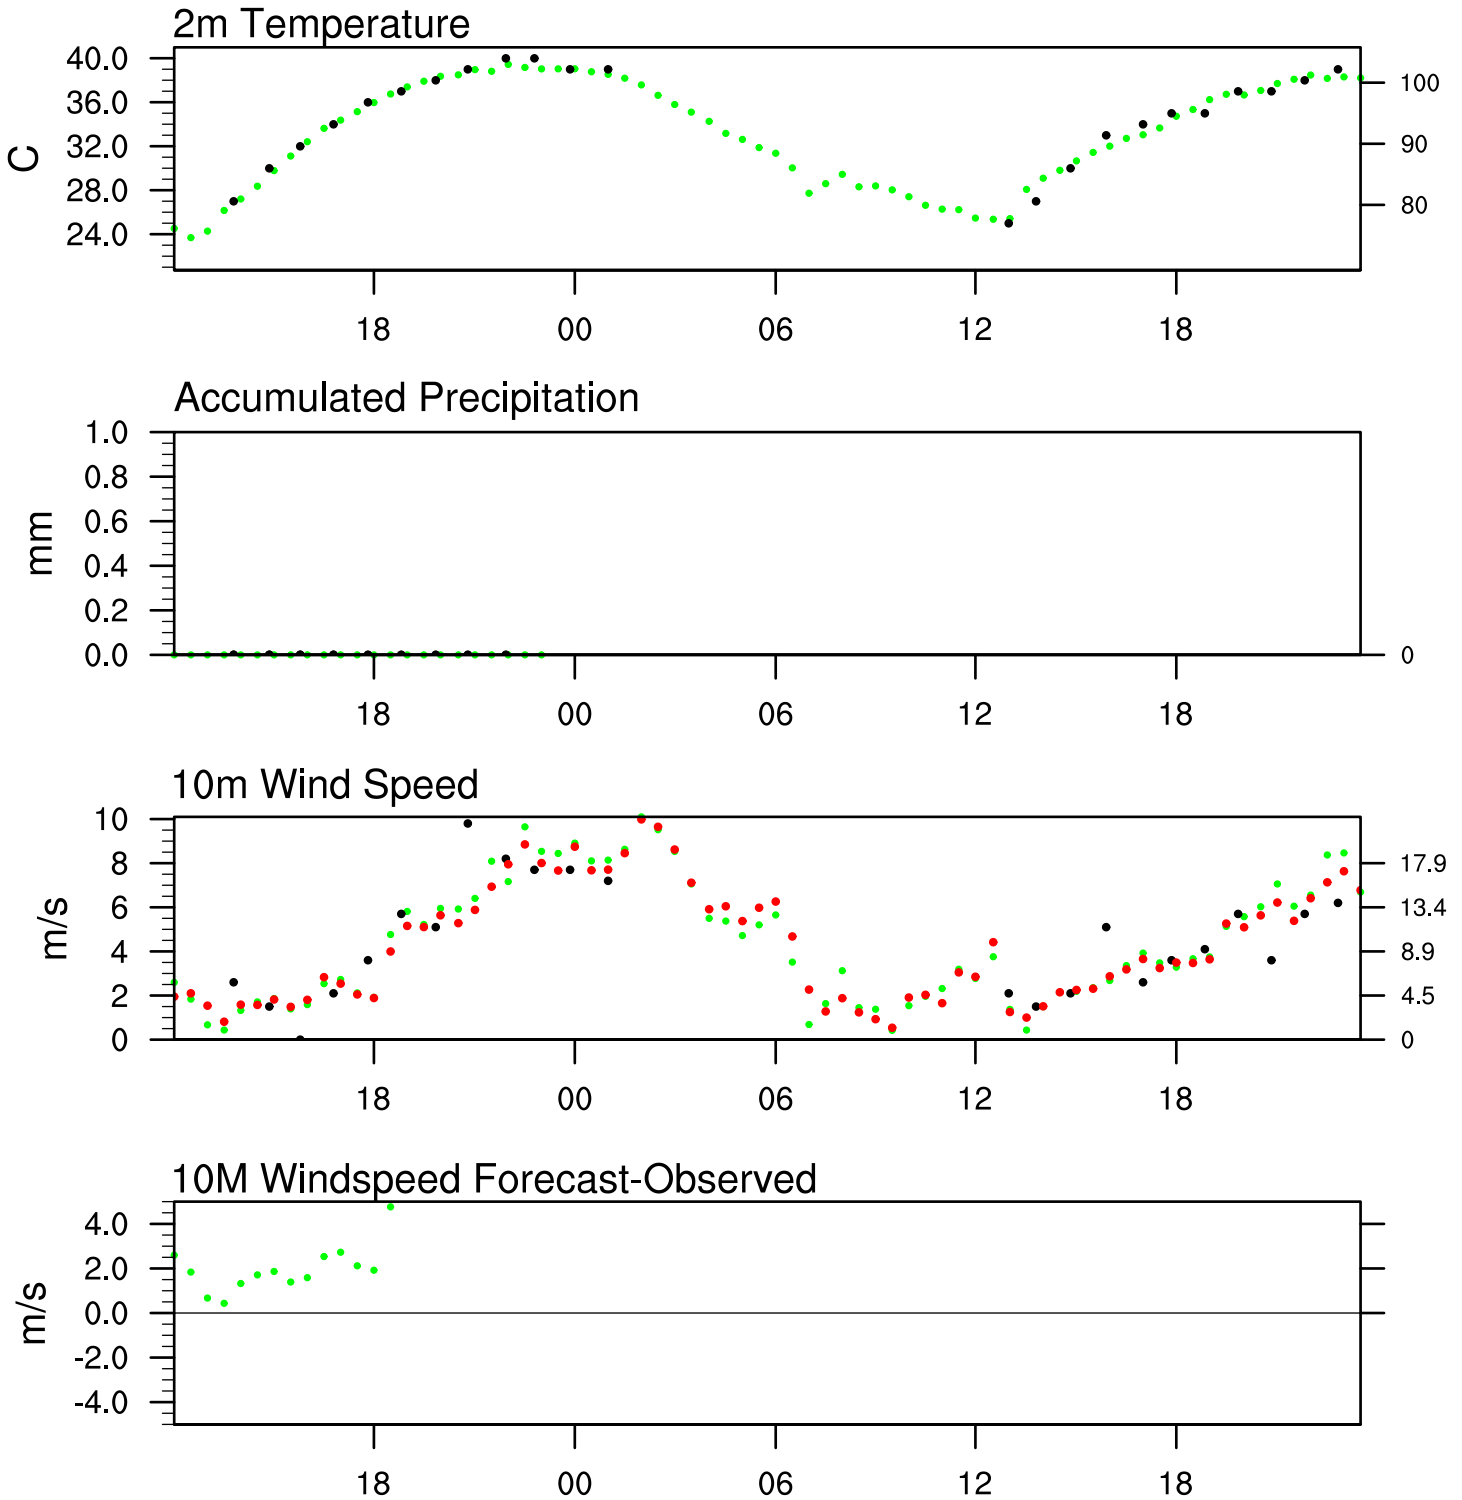 2m Temperature
40.0
36.0
32.0
28.0
24.0
C
100
90
80
18 00 06 12 18
Accumulated Precipitation
1.0
0.8
0.6
0.4
0.2
0.0
mm
0
18 00 06 12 18
10m Wind Speed
10
8
6
4
2
0
m/s
17.9
13.4
8.9
4.5
0
18 00 06 12 18
10M Windspeed Forecast-Observed
4.0
2.0
0.0
-2.0
-4.0
m/s
18 00 06 12 18